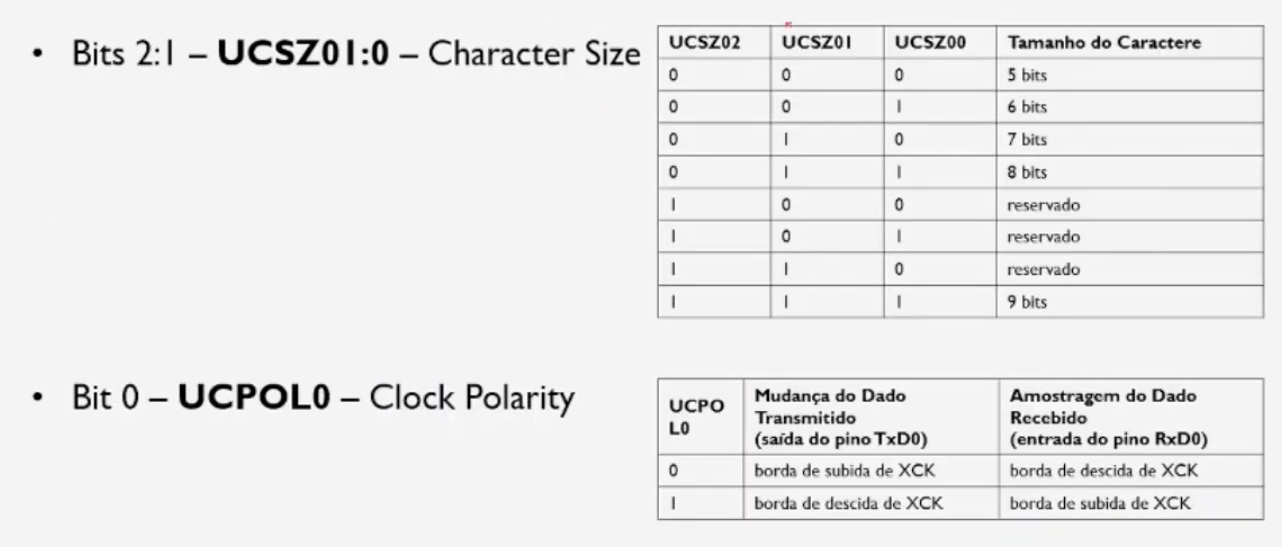 • Bits 2:1 – UCSZ01:0 – Character Size
UCSZ02 UCSZ01 UCSZ00 Tamanho do Caractere
0 0 0 5 bits
0 0 1 6 bits
0 1 0 7 bits
0 1 1 8 bits
1 0 0 reservado
1 0 1 reservado
1 1 0 reservado
1 1 1 9 bits
• Bit 0 – UCPOL0 – Clock Polarity
UCPO
L0
Mudança do Dado
Transmitido
(saída do pino TxD0)
Amostragem do Dado
Recebido
(entrada do pino RxD0)
0 borda de subida de XCK borda de descida de XCK
1 borda de descida de XCK borda de subida de XCK